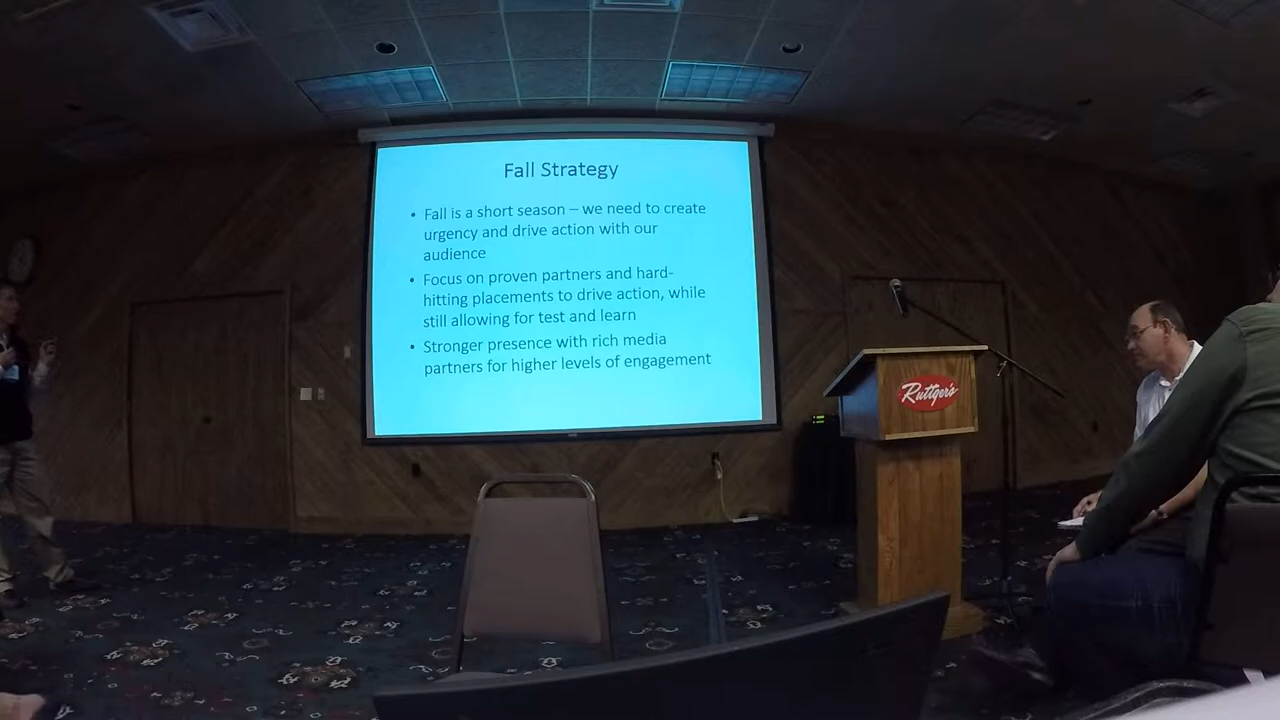 Fall Strategy
• Fall is a short season – we need to create
urgency and drive action with our
audience
• Focus on proven partners and hard-
hitting placements to drive action, while
still allowing for test and learn
• Stronger presence with rich media
partners for higher levels of engagement
Ruttger's